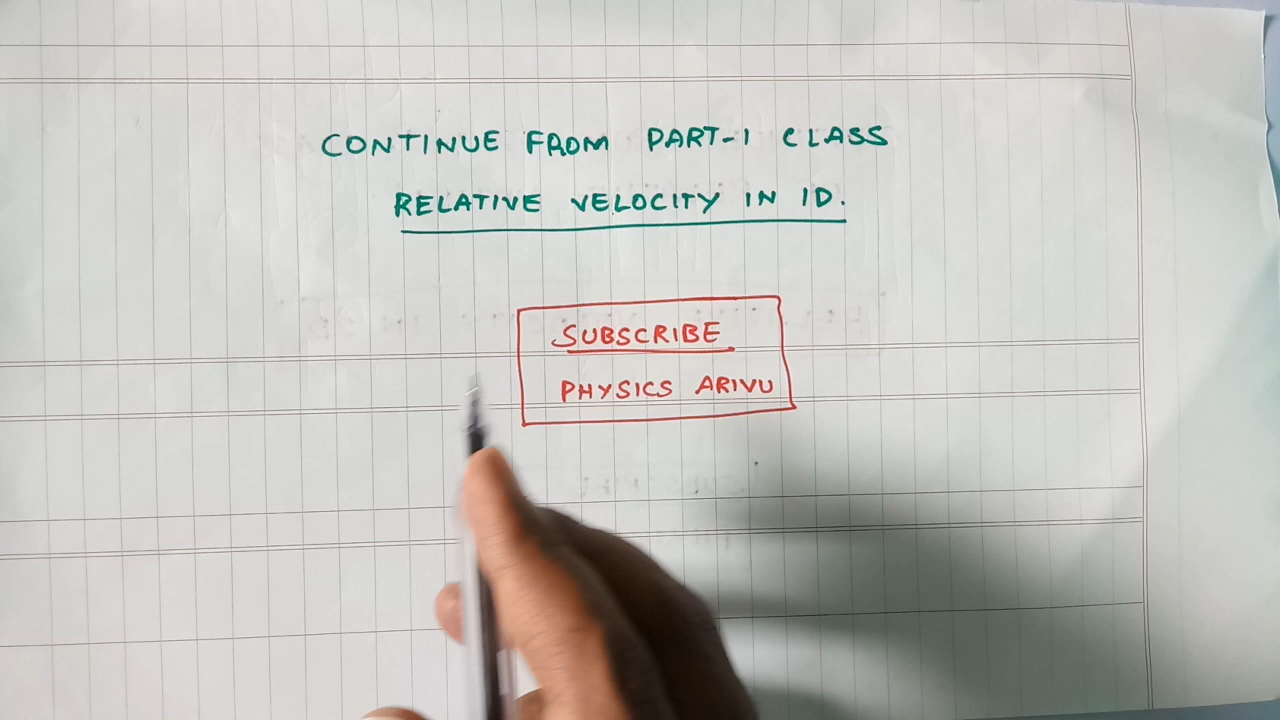 CONTINUE FROM PART-1 CLASS
RELATIVE VELOCITY IN 1D.
SUBSCRIBE
PHYSICS ARIVU